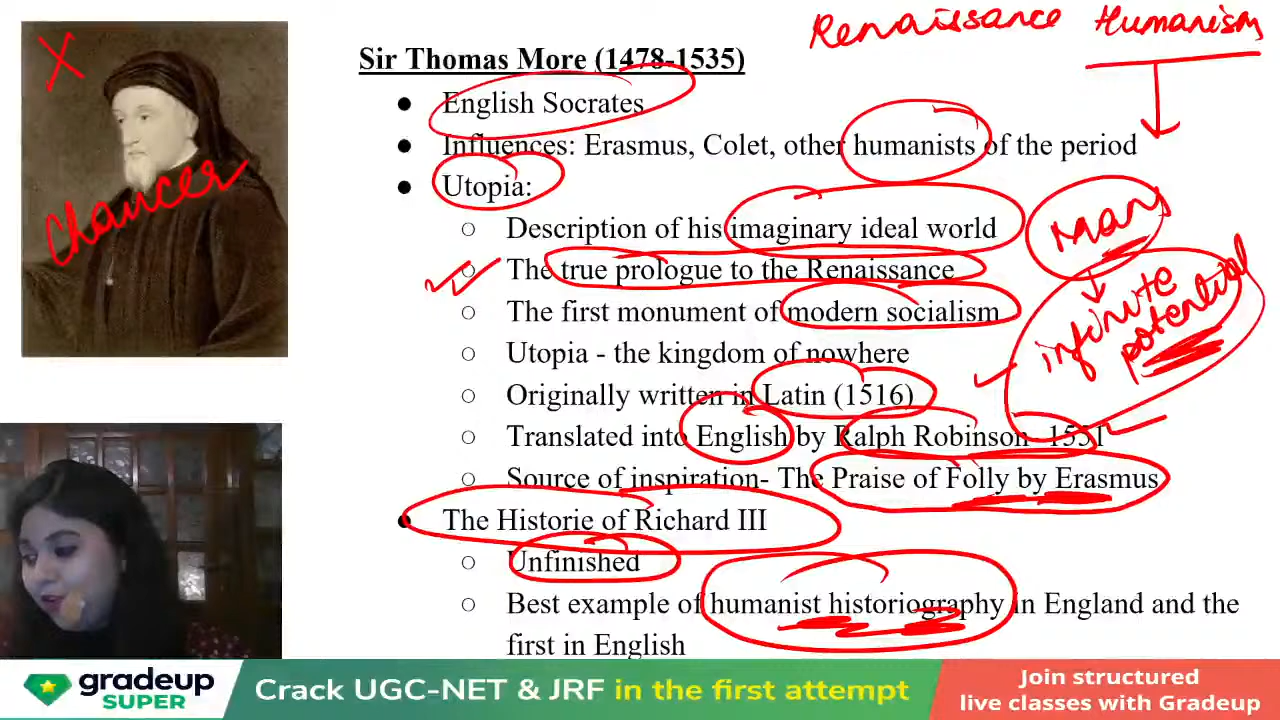 Renaissance Humanism
Sir Thomas More (1478-1535)
X
● English Socrates
● Influences: Erasmus, Colet, other humanists of the period
● Utopia:
Chancer
○ Description of his imaginary ideal world
Man
○ The true prologue to the Renaissance
○ The first monument of modern socialism
infinite
potential
○ Utopia - the kingdom of nowhere
○ Originally written in Latin (1516)
○ Translated into English by Ralph Robinson- 1551
○ Source of inspiration- The Praise of Folly by Erasmus
● The Historie of Richard III
○ Unfinished
○ Best example of humanist historiography in England and the
first in English
gradeup
SUPER
Crack UGC-NET & JRF in the first attempt
Join structured
live classes with Gradeup